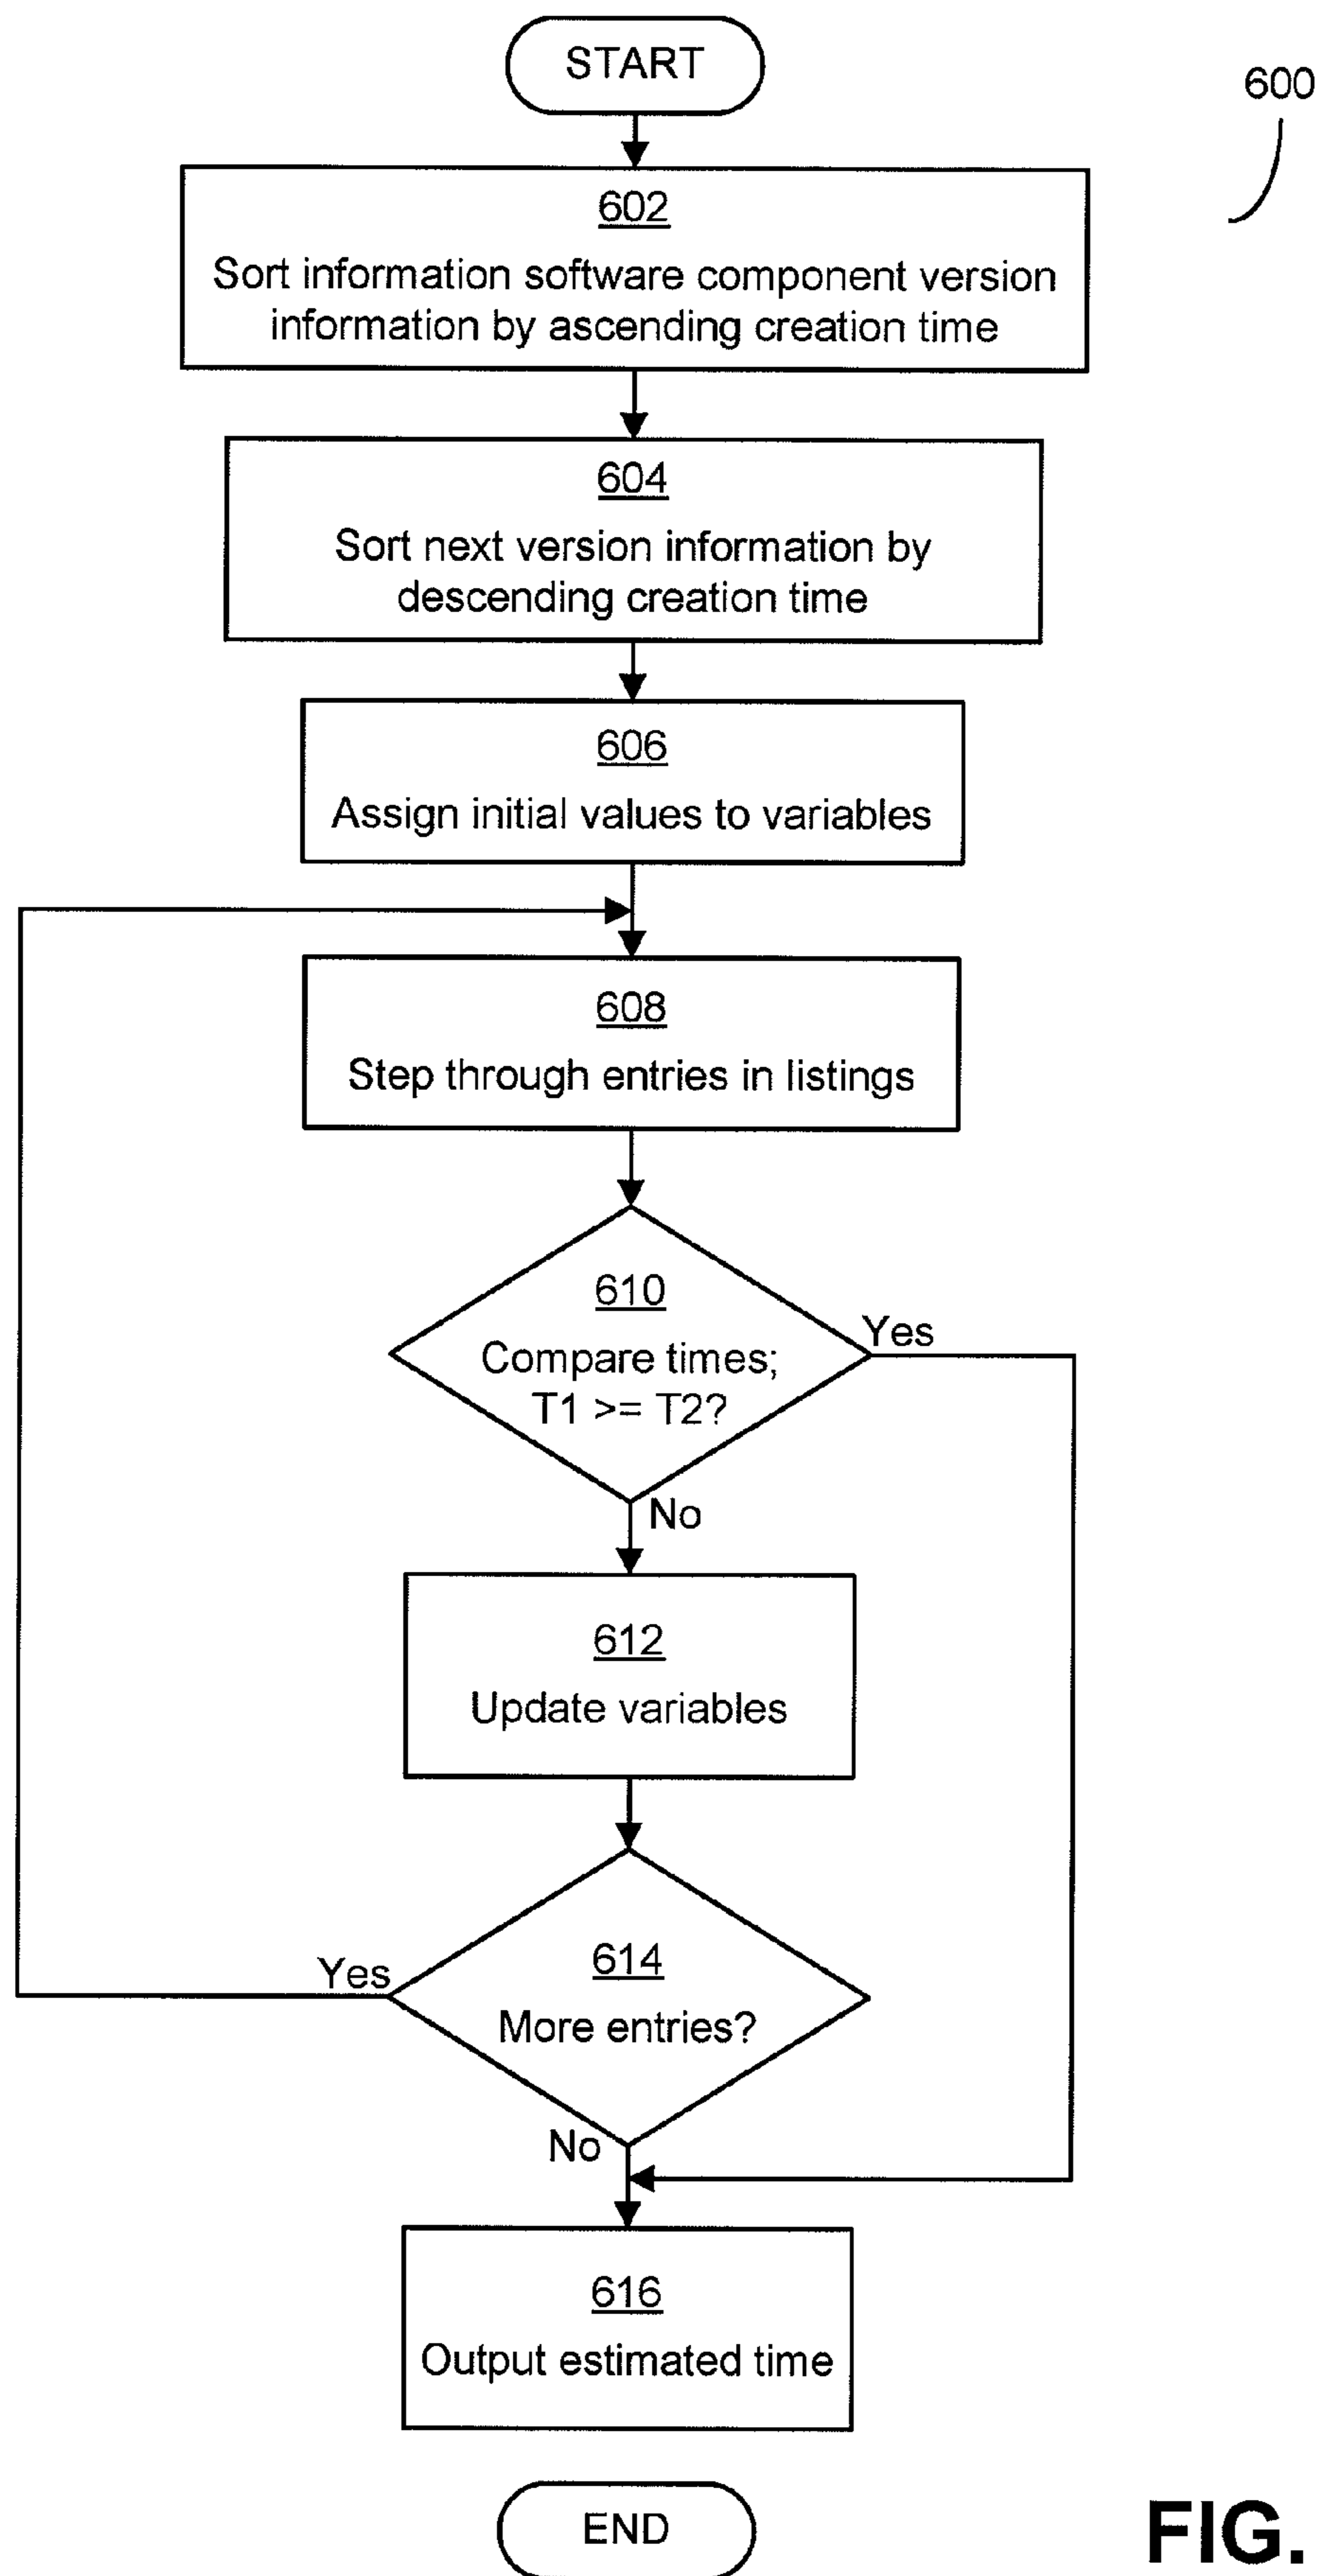 START
600
602
Sort information software component version
information by ascending creation time
604
Sort next version information by
descending creation time
606
Assign initial values to variables
608
Step through entries in listings
610
Compare times;
T1 >= T2?
Yes
No
612
Update variables
614
More entries?
Yes
No
616
Output estimated time
END
FIG.